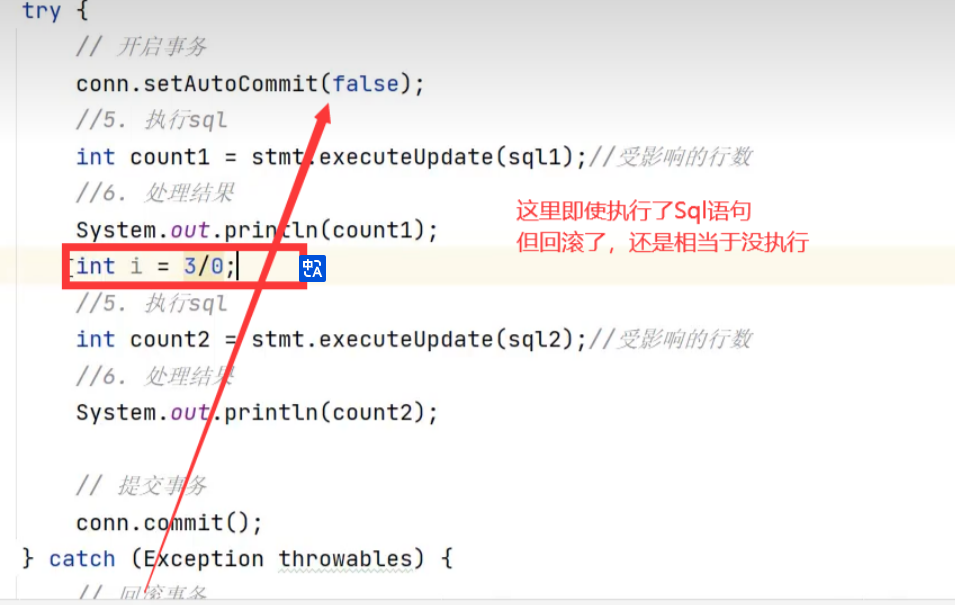 try {
// 开启事务
conn.setAutoCommit(false);
//5. 执行sql
int count1 = stmt.executeUpdate(sql1);//受影响的行数
//6. 处理结果
System.out.println(count1);
int i = 3/0;
//5. 执行sql
int count2 = stmt.executeUpdate(sql2);//受影响的行数
//6. 处理结果
System.out.println(count2);
// 提交事务
conn.commit();
} catch (Exception throwables) {
// 回滚事务
这里即使执行了Sql语句
但回滚了，还是相当于没执行
中A